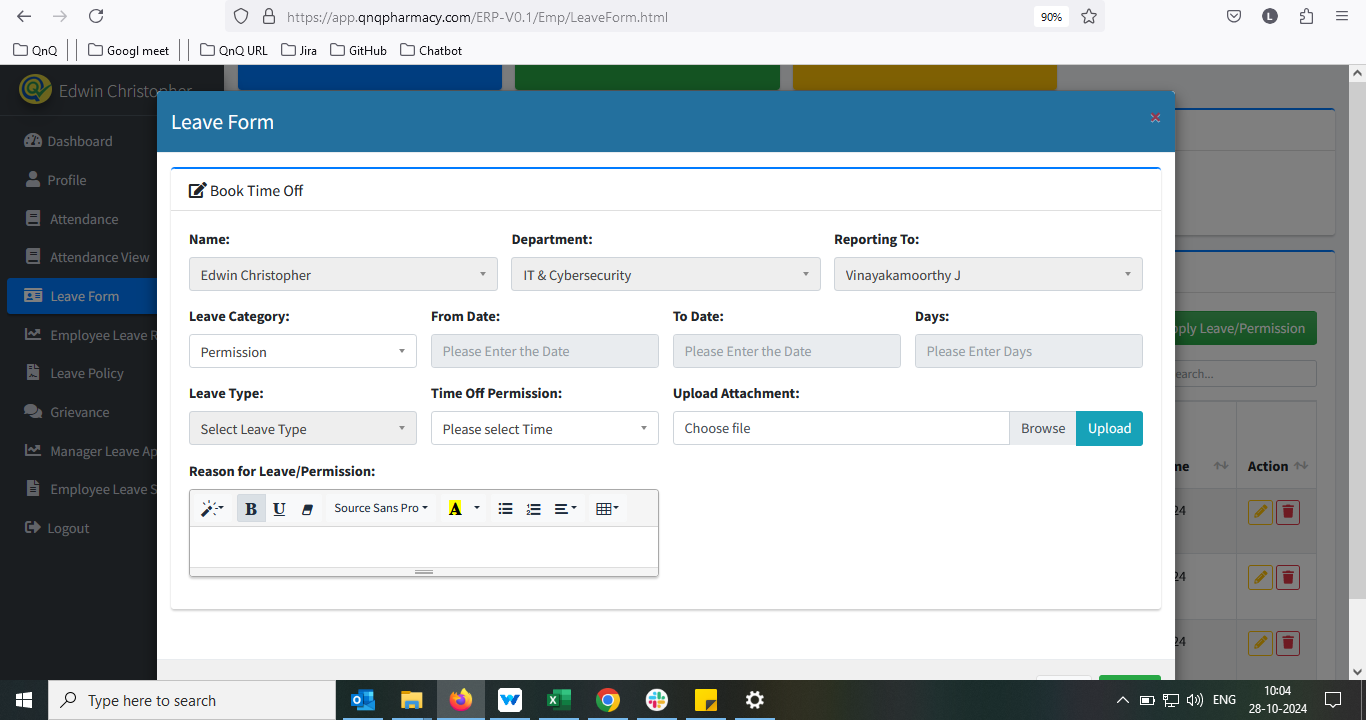 https://app.qnqpharmacy.com/ERP-V0.1/Emp/LeaveForm.html
90%
L
QnQ
Googl meet
QnQ URL
Jira
GitHub
Chatbot
Edwin Christopher
Leave Form
×
Dashboard
Profile
Attendance
Attendance View
Leave Form
Employee Leave R
Leave Policy
Grievance
Manager Leave Ap
Employee Leave S
Logout
Book Time Off
Name:
Department:
Reporting To:
Edwin Christopher
IT & Cybersecurity
Vinayakamoorthy J
Leave Category:
From Date:
To Date:
Days:
Permission
Please Enter the Date
Please Enter the Date
Please Enter Days
Leave Type:
Time Off Permission:
Upload Attachment:
Select Leave Type
Please select Time
Choose file
Browse
Upload
Reason for Leave/Permission:
B
U
Source Sans Pro
A
ply Leave/Permission
earch...
ne
Action
24
24
24
Type here to search
ENG
10:04
28-10-2024